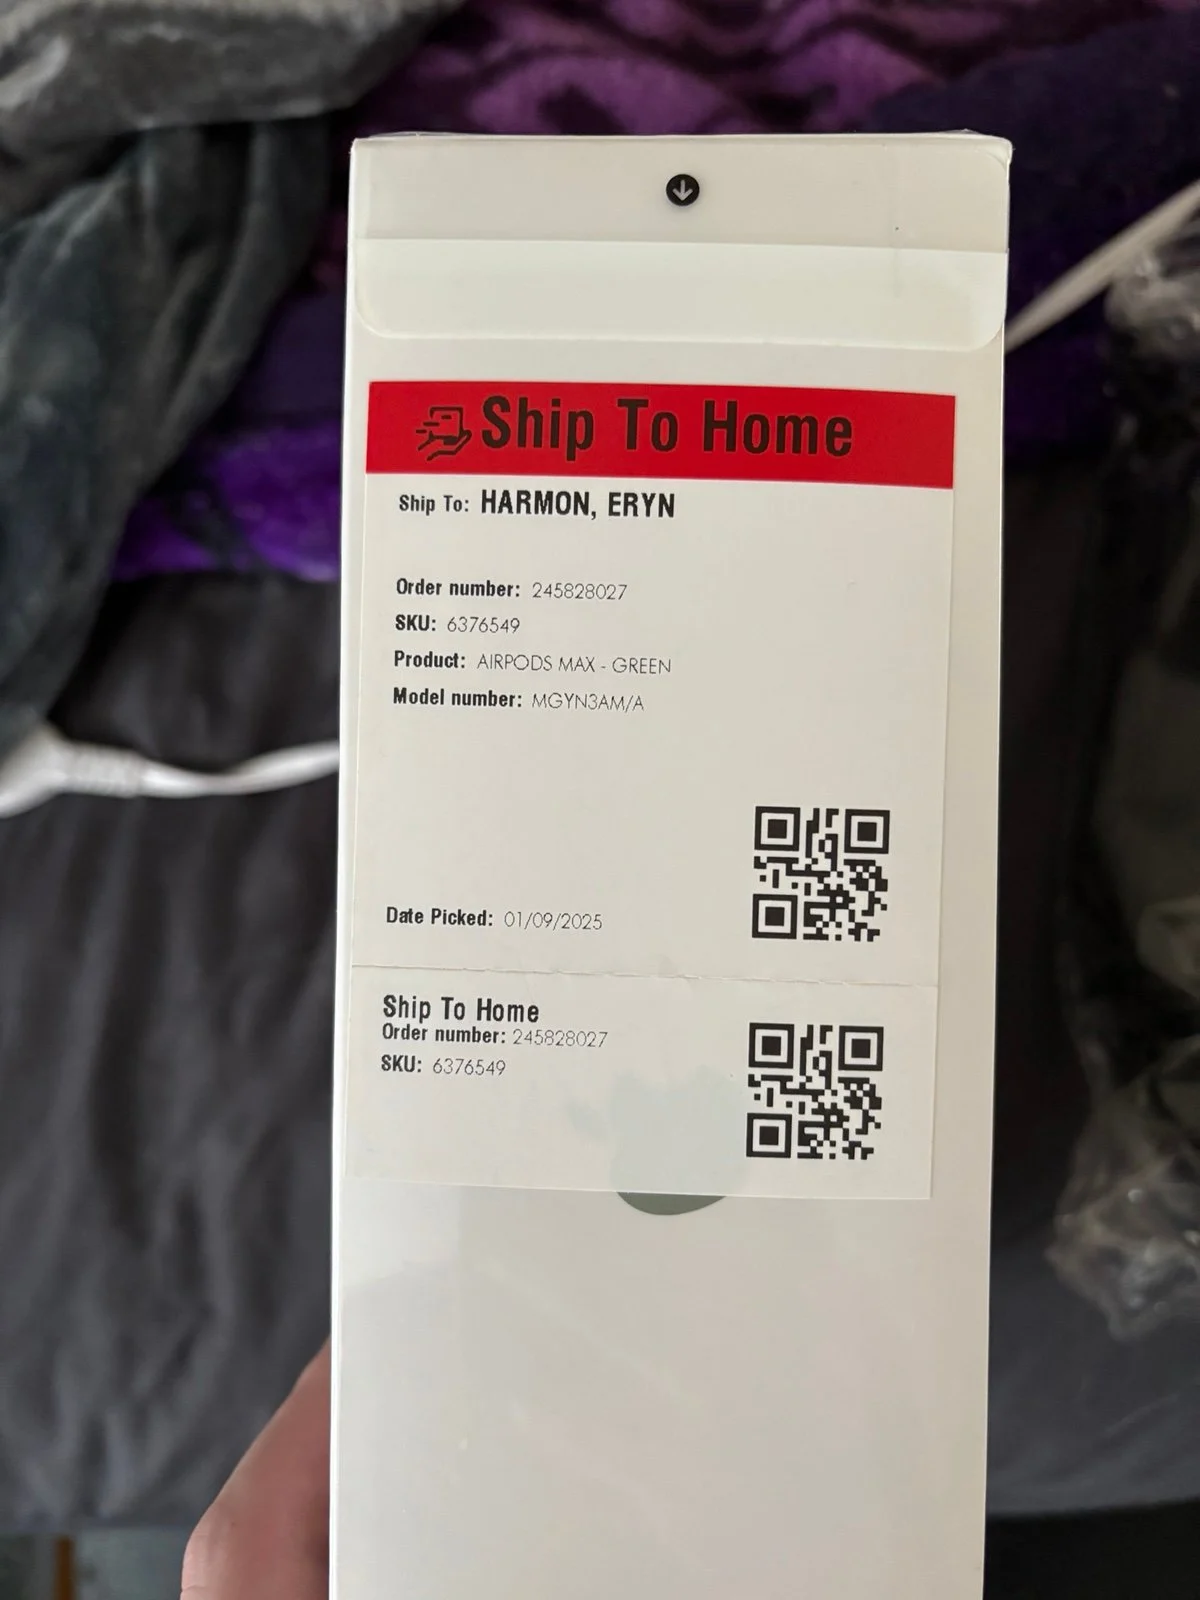 Ship To Home
Ship To: HARMON, ERYN
Order number: 245828027
SKU: 6376549
Product: AIRPODS MAX - GREEN
Model number: MGYN3AM/A
Date Picked: 01/09/2025
Ship To Home
Order number: 245828027
SKU: 6376549